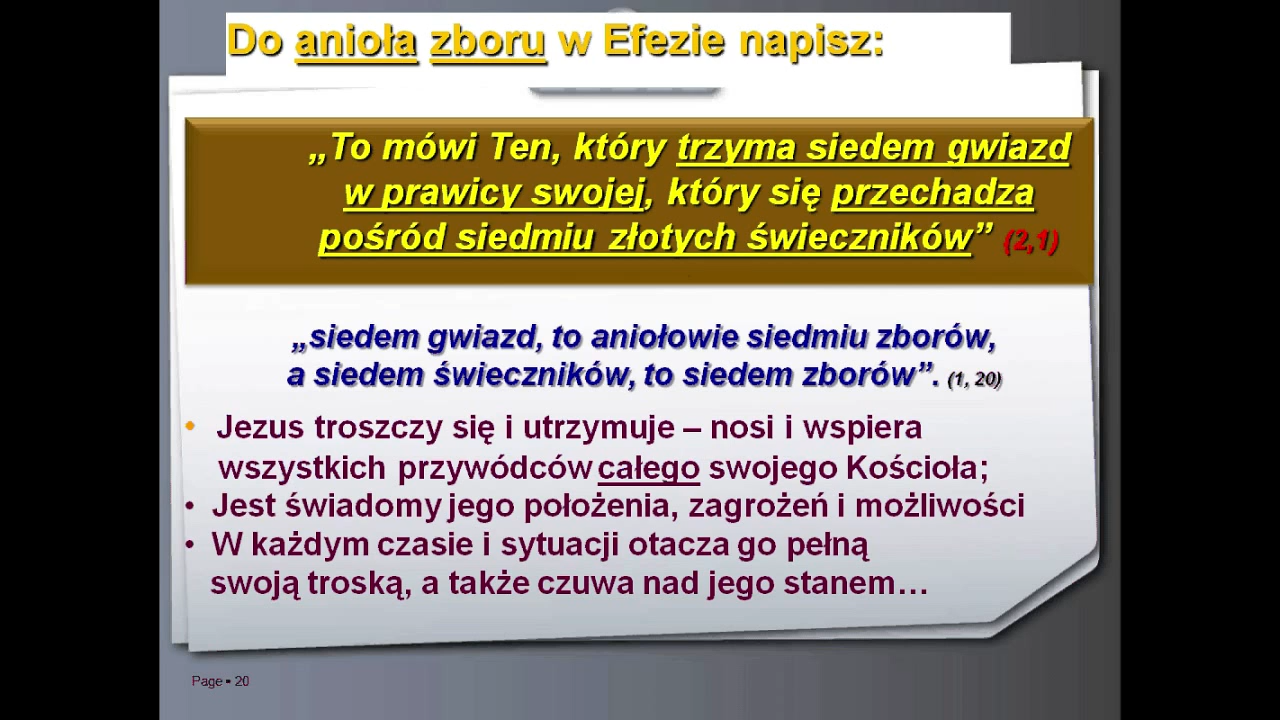 Do anioła zboru w Efezie napisz:
„To mówi Ten, który trzyma siedem gwiazd
w prawicy swojej, który się przechadza
pośród siedmiu złotych świeczników” (2,1)
„siedem gwiazd, to aniołowie siedmiu zborów,
a siedem świeczników, to siedem zborów”. (1, 20)
• Jezus troszczy się i utrzymuje – nosi i wspiera
wszystkich przywódców całego swojego Kościoła;
• Jest świadomy jego położenia, zagrożeń i możliwości
• W każdym czasie i sytuacji otacza go pełną
swoją troską, a także czuwa nad jego stanem…
Page ▪ 20